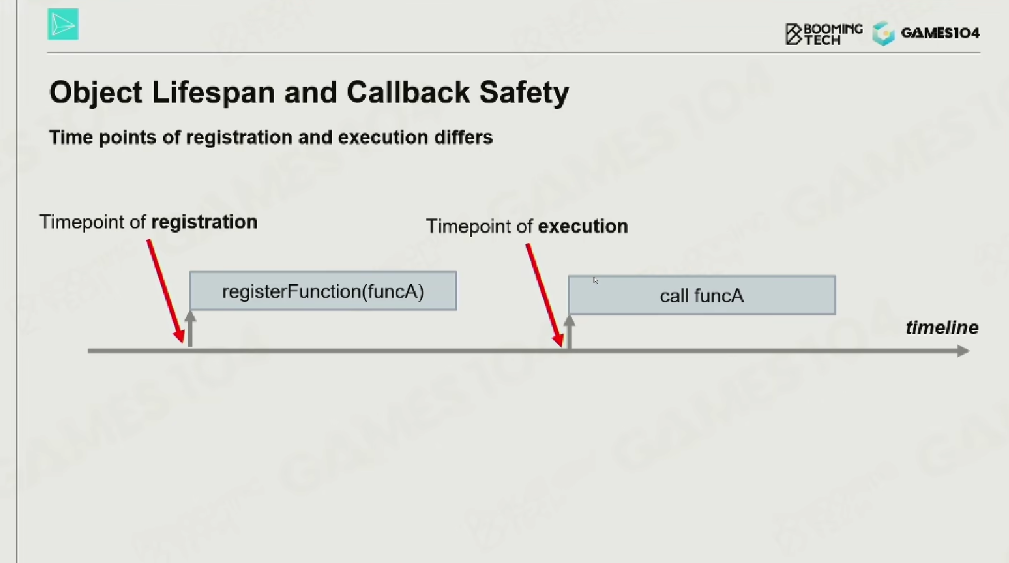 BOOMING
TECH
GAMES104
Object Lifespan and Callback Safety
Time points of registration and execution differs
Timepoint of registration
Timepoint of execution
registerFunction(funcA)
call funcA
timeline